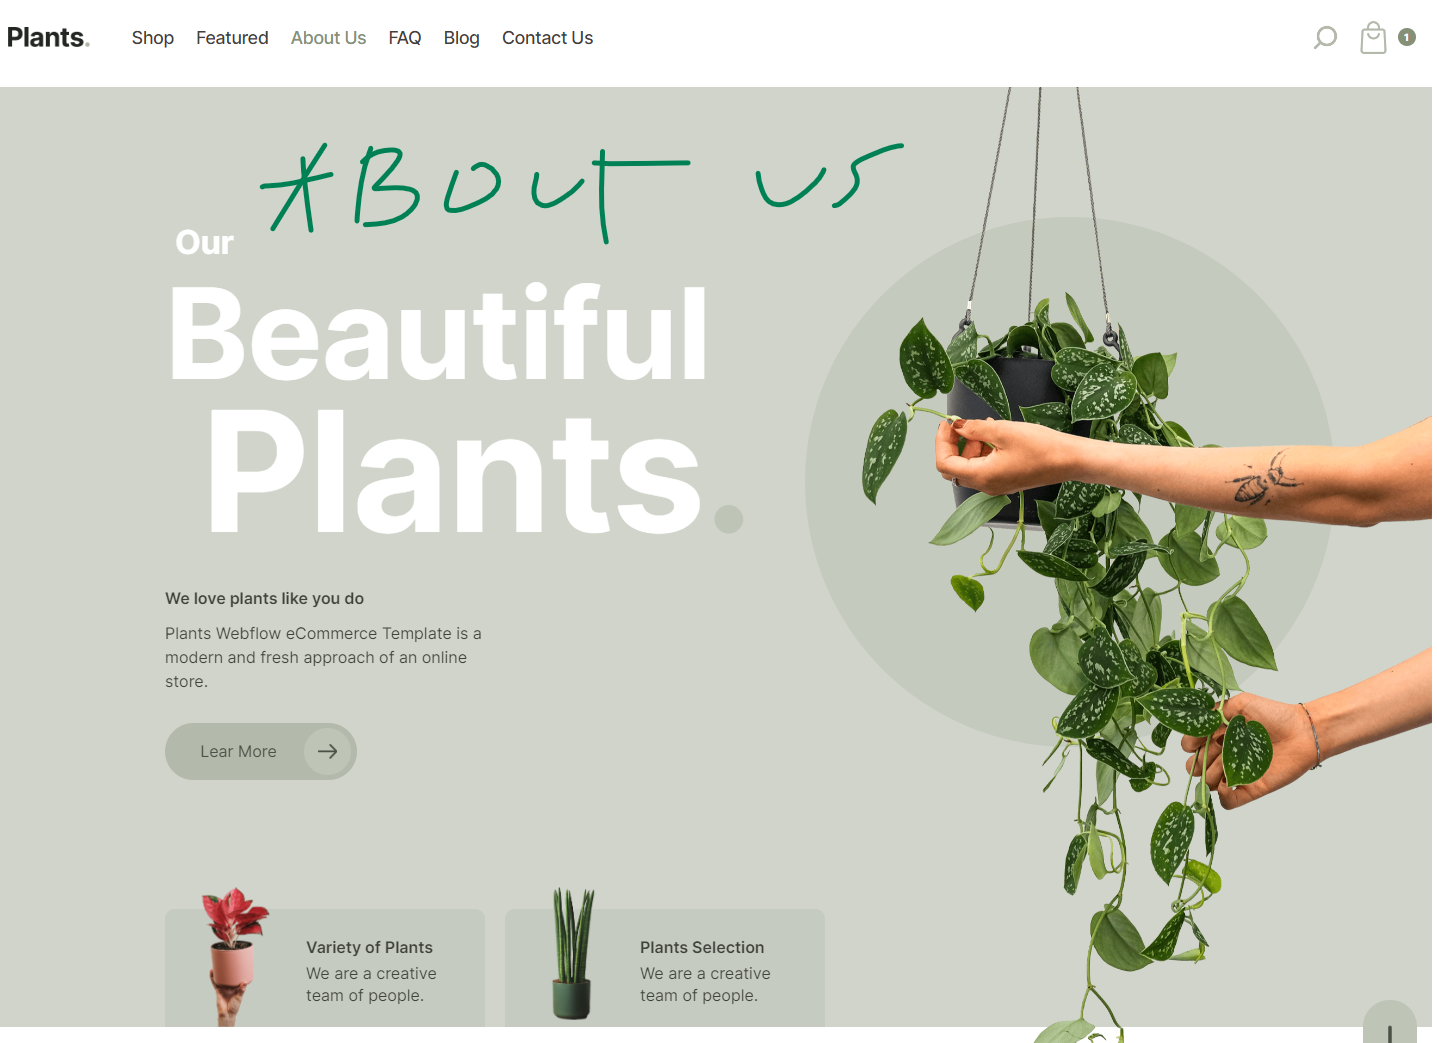 Plants. Shop Featured About Us FAQ Blog Contact Us 1
ABOUT US
Our
Beautiful
Plants.
We love plants like you do
Plants Webflow eCommerce Template is a
modern and fresh approach of an online
store.
Lear More
Variety of Plants
We are a creative
team of people.
Plants Selection
We are a creative
team of people.